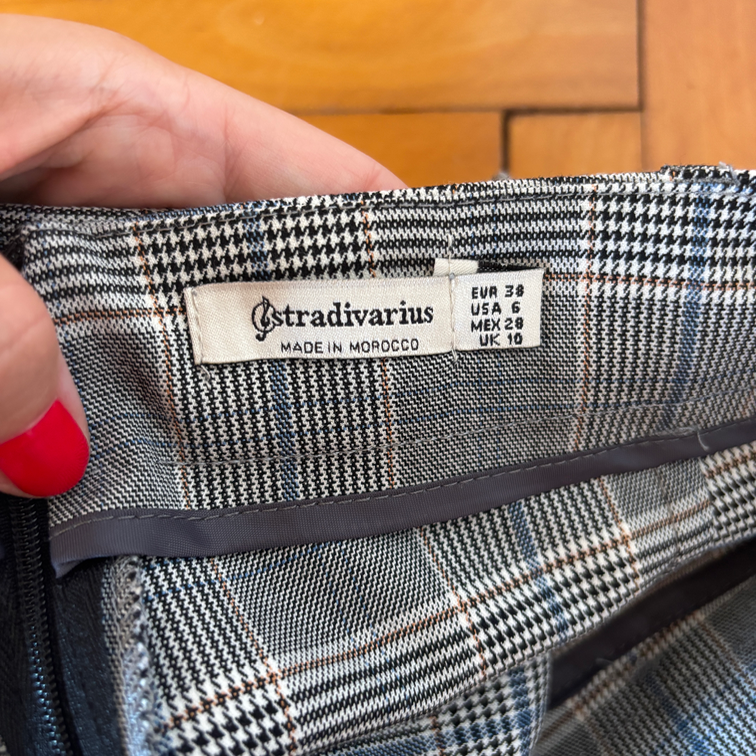 stradivarius
MADE IN MOROCCO
EUR 38
USA 6
MEX 28
UK 10